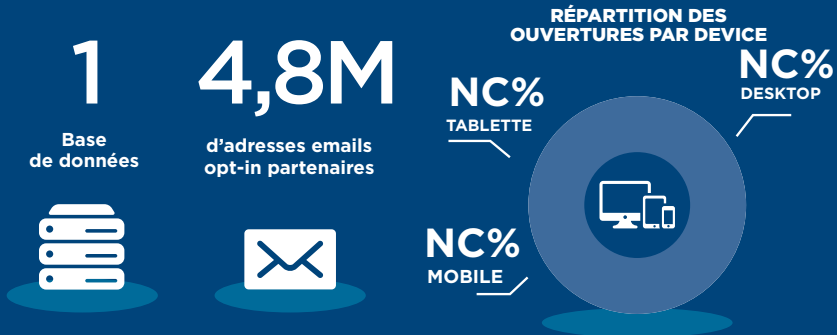 1
Base
de données
4,8M
d'adresses emails
opt-in partenaires
RÉPARTITION DES
OUVERTURES PAR DEVICE
NC%
TABLETTE
NC%
DESKTOP
NC%
MOBILE